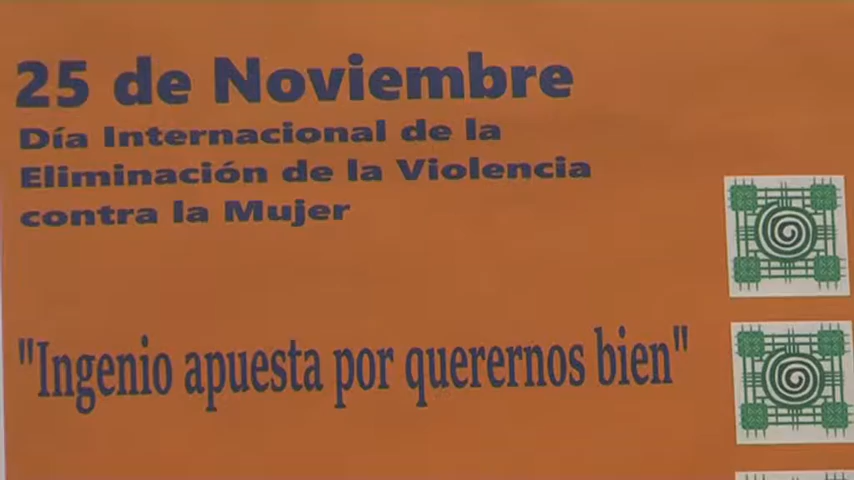 25 de Noviembre
Día Internacional de la
Eliminación de la Violencia
contra la Mujer
"Ingenio apuesta por querernos bien"